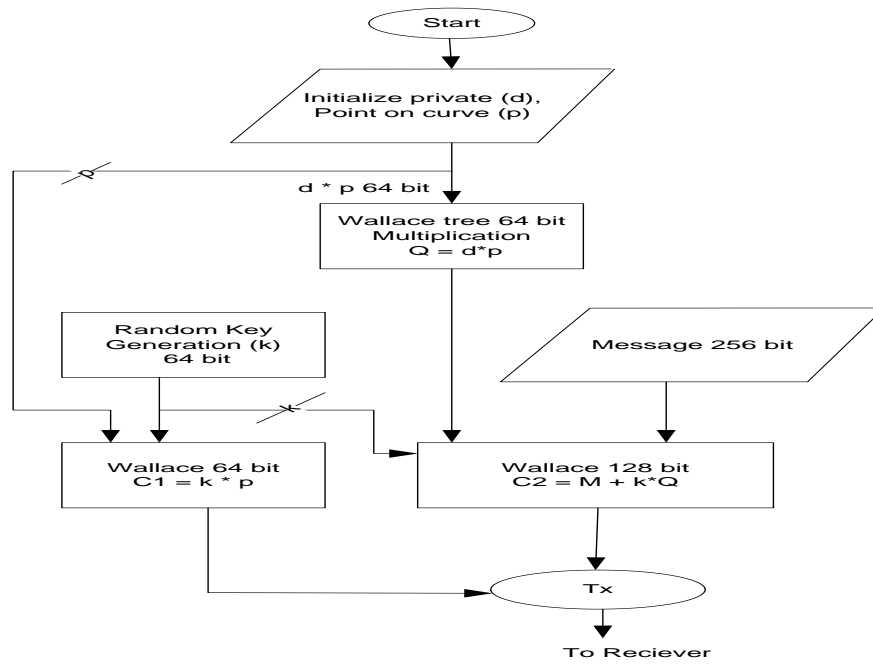 Start
Initialize private (d),
Point on curve (p)
p
d * p 64 bit
Wallace tree 64 bit
Multiplication
Q = d*p
Random Key
Generation (k)
64 bit
Message 256 bit
k
Wallace 64 bit
C1 = k * p
Wallace 128 bit
C2 = M + k*Q
Tx
To Reciever